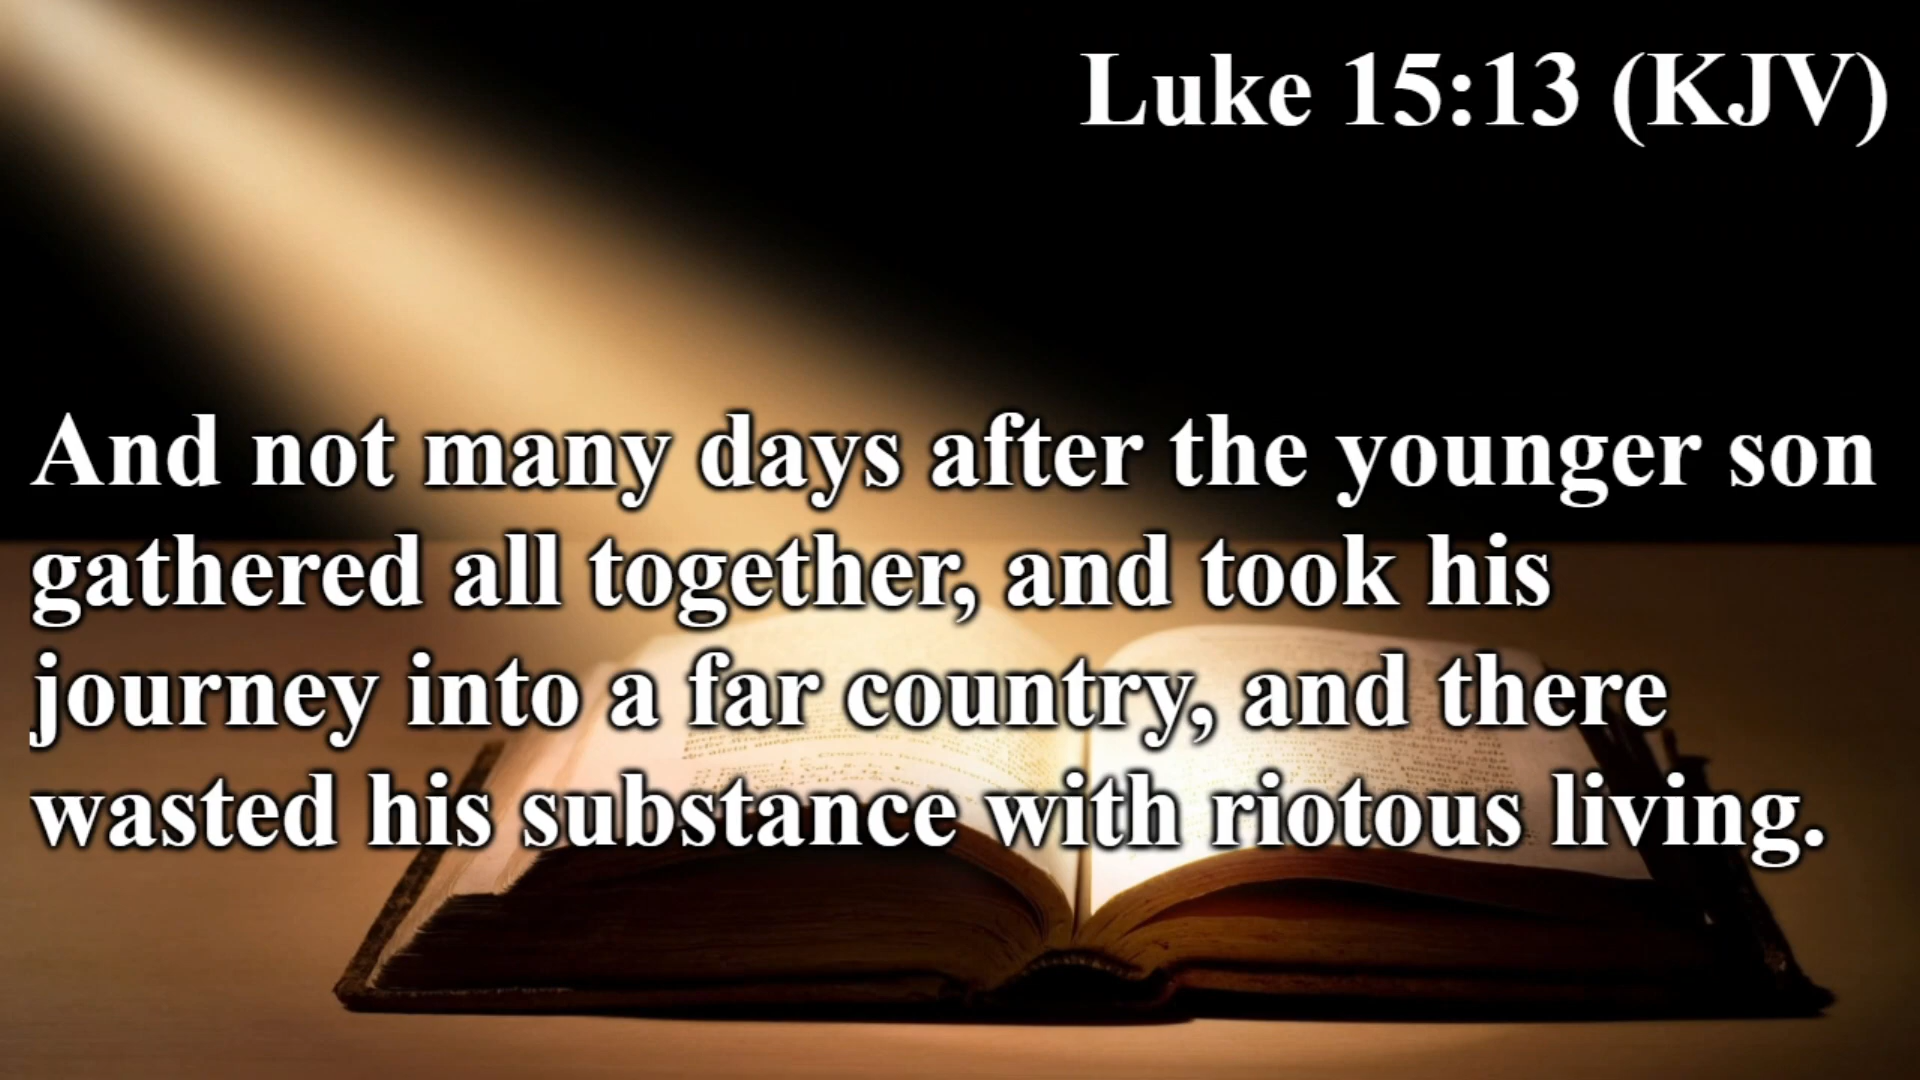 Luke 15:13 (KJV)
And not many days after the younger son
gathered all together, and took his
journey into a far country, and there
wasted his substance with riotous living.